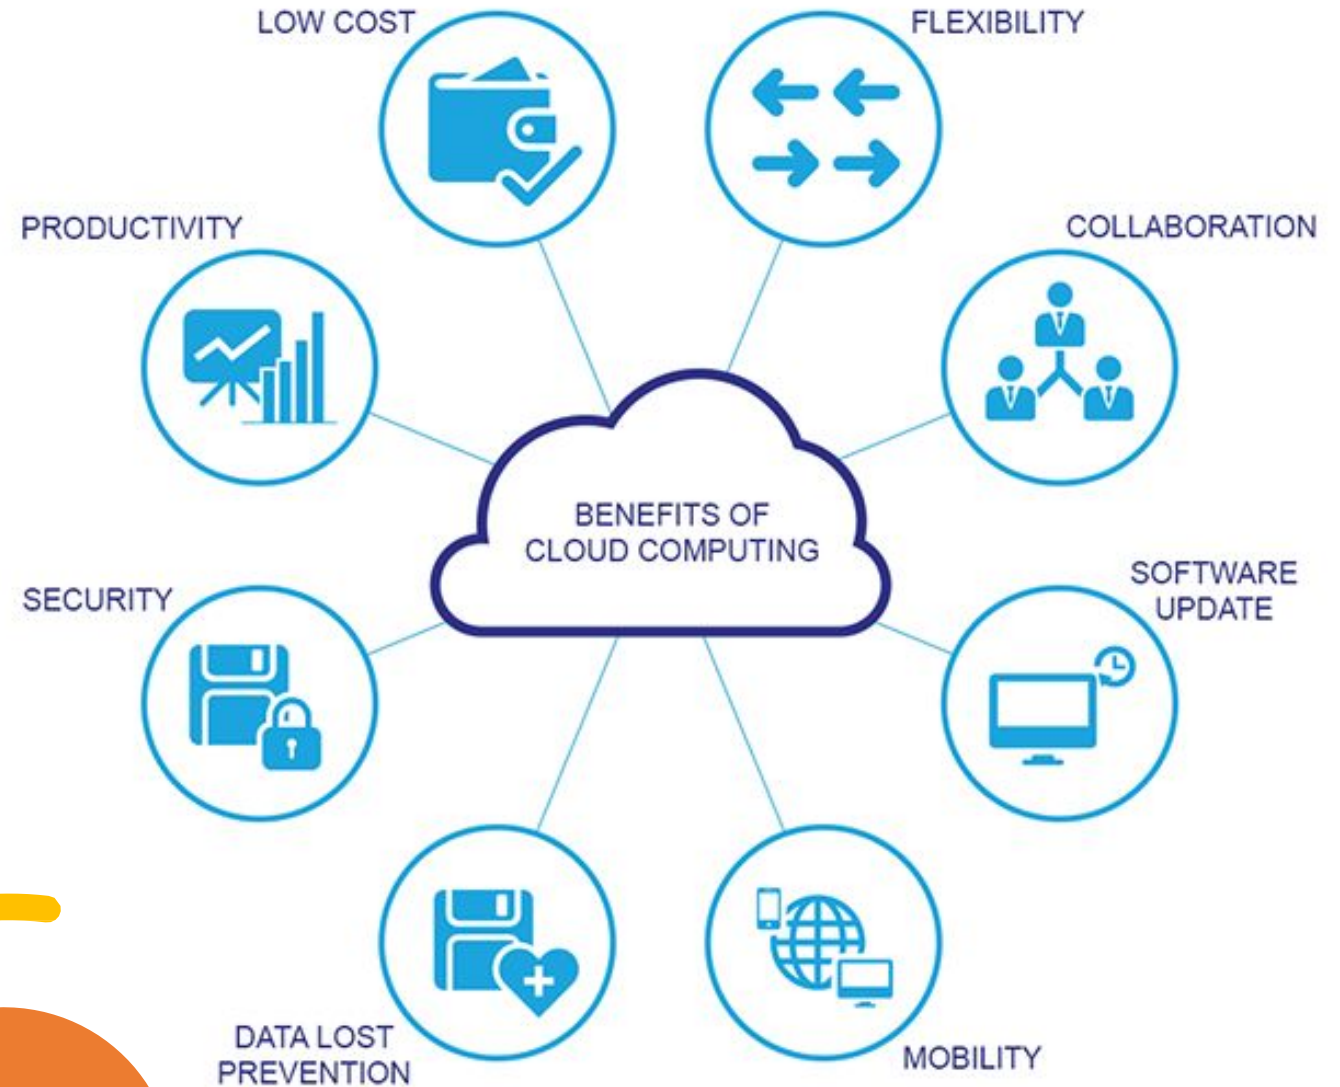 LOW COST
FLEXIBILITY
PRODUCTIVITY
COLLABORATION
BENEFITS OF
CLOUD COMPUTING
SECURITY
SOFTWARE
UPDATE
DATA LOST
PREVENTION
MOBILITY